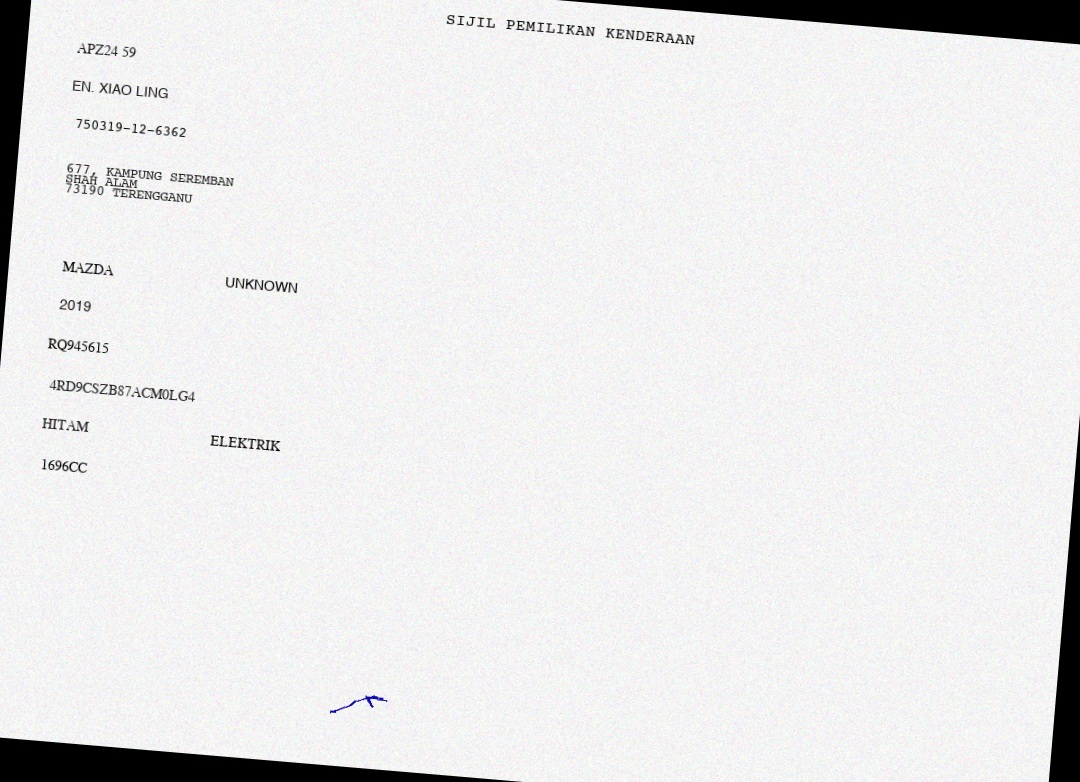 SIJIL PEMILIKAN KENDERAAN
APZ24 59
EN. XIAO LING
750319-12-6362
677, KAMPUNG SEREMBAN
SHAH ALAM
73190 TERENGGANU
MAZDA UNKNOWN
2019
RQ945615
4RD9CSZB87ACM0LG4
HITAM ELEKTRIK
1696CC